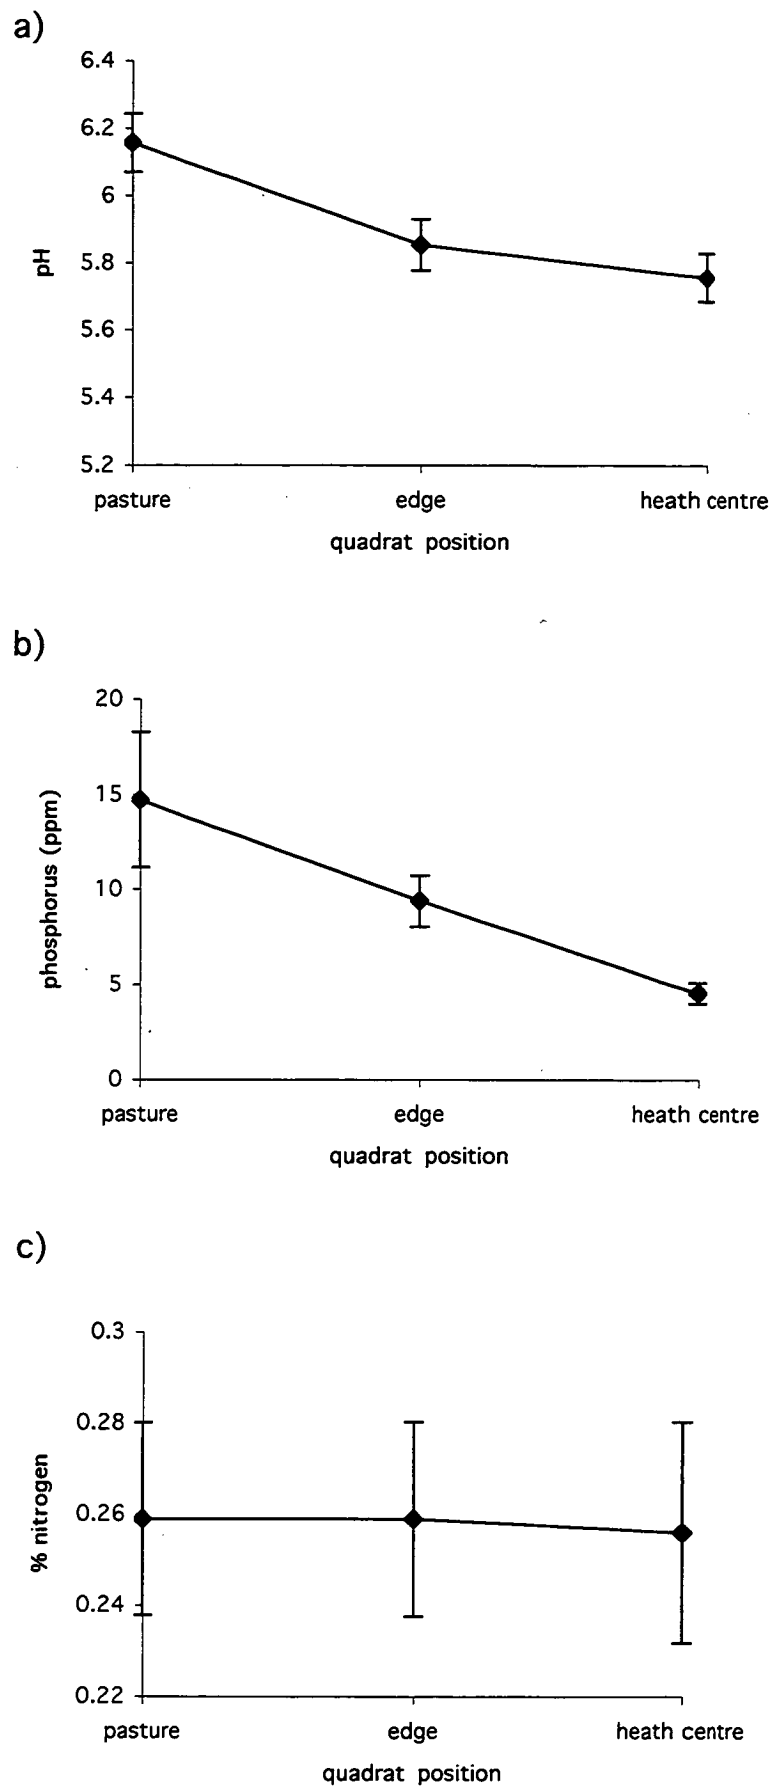 a)
6.4
6.2
6
5.8
5.6
5.4
5.2
pH
pasture edge heath centre
quadrat position
b)
20
15
10
5
0
phosphorus (ppm)
pasture edge heath centre
quadrat position
c)
0.3
0.28
0.26
0.24
0.22
% nitrogen
pasture edge heath centre
quadrat position